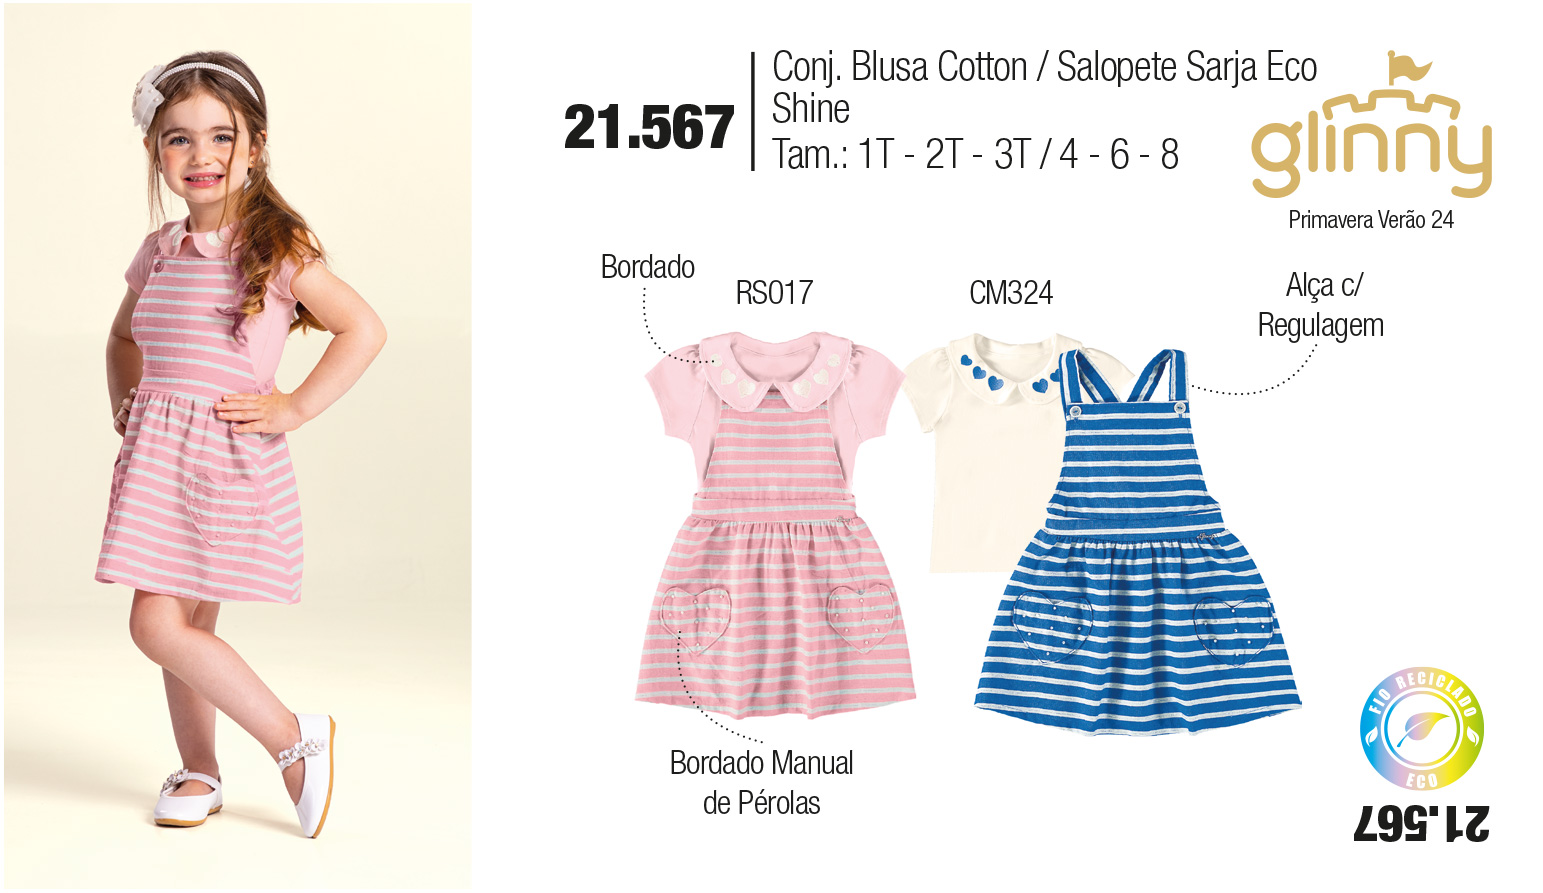 21.567
Conj. Blusa Cotton / Salopete Sarja Eco
Shine
Tam.: 1T - 2T - 3T / 4 - 6 - 8
glinny
Primavera Verão 24
Bordado
RS017
CM324
Alça c/
Regulagem
Bordado Manual
de Pérolas
FIO RECICLADO
ECO
21.567